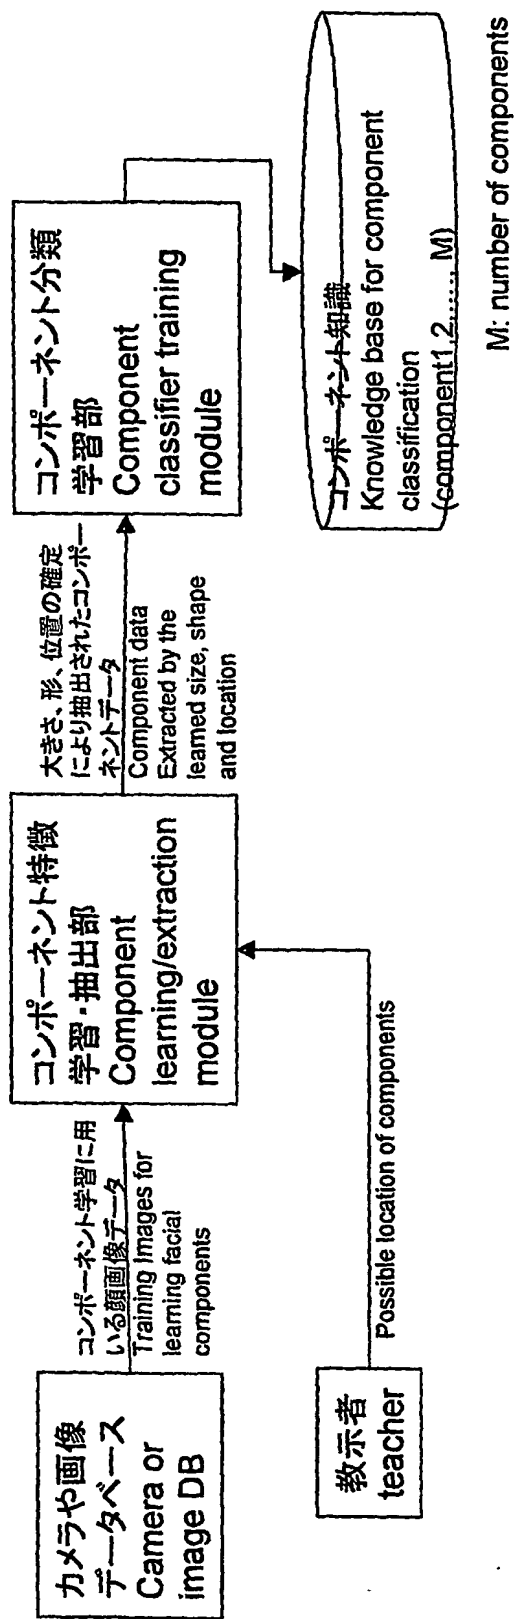 カメラや画像
データベース
Camera or
image DB
コンポーネント学習に用
いる顔画像データ
Training Images for
learning facial
components
コンポーネント特徴
学習・抽出部
Component
learning/extraction
module
大きさ、形、位置の確定
により抽出されたコンポー
ネントデータ
Component data
Extracted by the
learned size, shape
and location
コンポーネント分類
学習部
Component
classifier training
module
教示者
teacher
Possible location of components
コンポーネント知識
Knowledge base for component
classification
(component1,2,....., M)
M: number of components